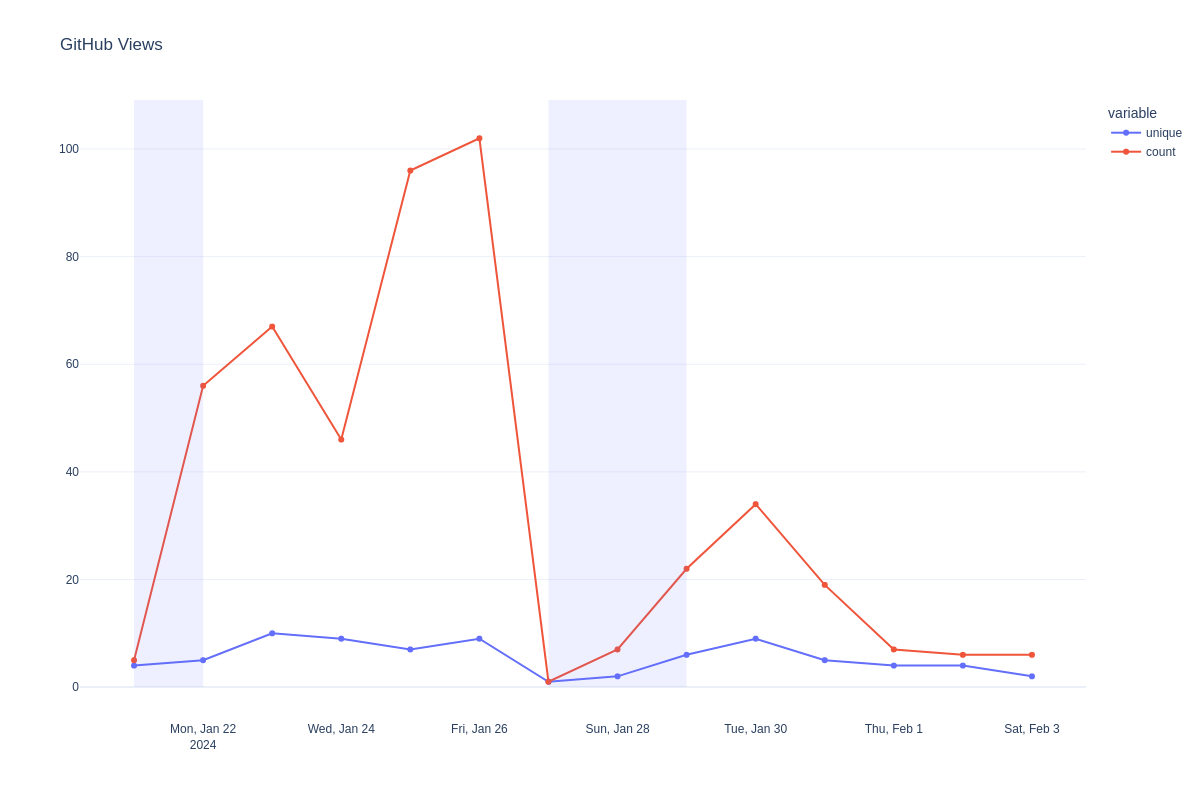 GitHub Views
variable
unique
count
100
80
60
40
20
0
Mon, Jan 22
2024
Wed, Jan 24
Fri, Jan 26
Sun, Jan 28
Tue, Jan 30
Thu, Feb 1
Sat, Feb 3